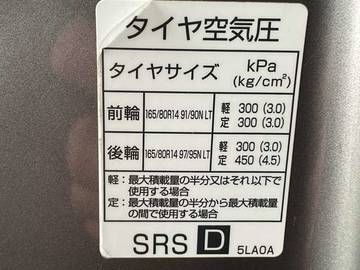 タイヤ空気圧
タイヤサイズ kPa (kg/cm²)
前輪 165/80R14 91/90N LT 軽 300 (3.0)
定 300 (3.0)
後輪 165/80R14 97/95N LT 軽 300 (3.0)
定 450 (4.5)
軽：最大積載量の半分又はそれ以下で
使用する場合
定：最大積載量の半分から最大積載量
の間で使用する場合
SRS D 5LA0A